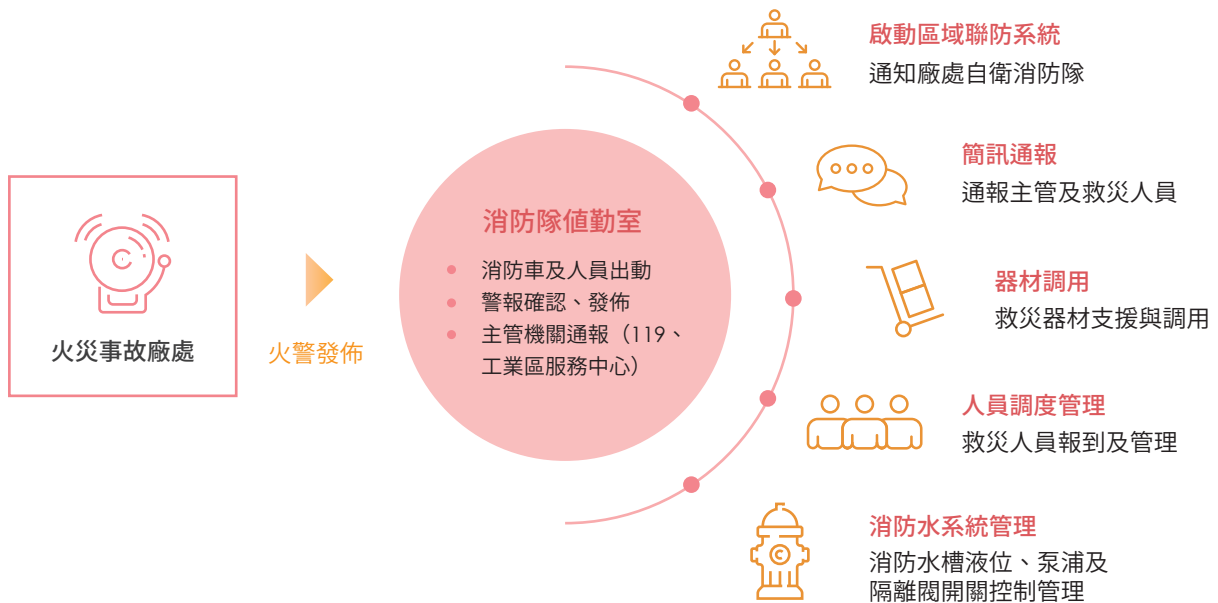 火災事故廠處
火警發佈
消防隊值勤室
消防車及人員出動
警報確認、發佈
主管機關通報（119、
工業區服務中心）
啟動區域聯防系統
通知廠處自衛消防隊
簡訊通報
通報主管及救災人員
器材調用
救災器材支援與調用
人員調度管理
救災人員報到及管理
消防水系統管理
消防水槽液位、泵浦及
隔離閥開關控制管理